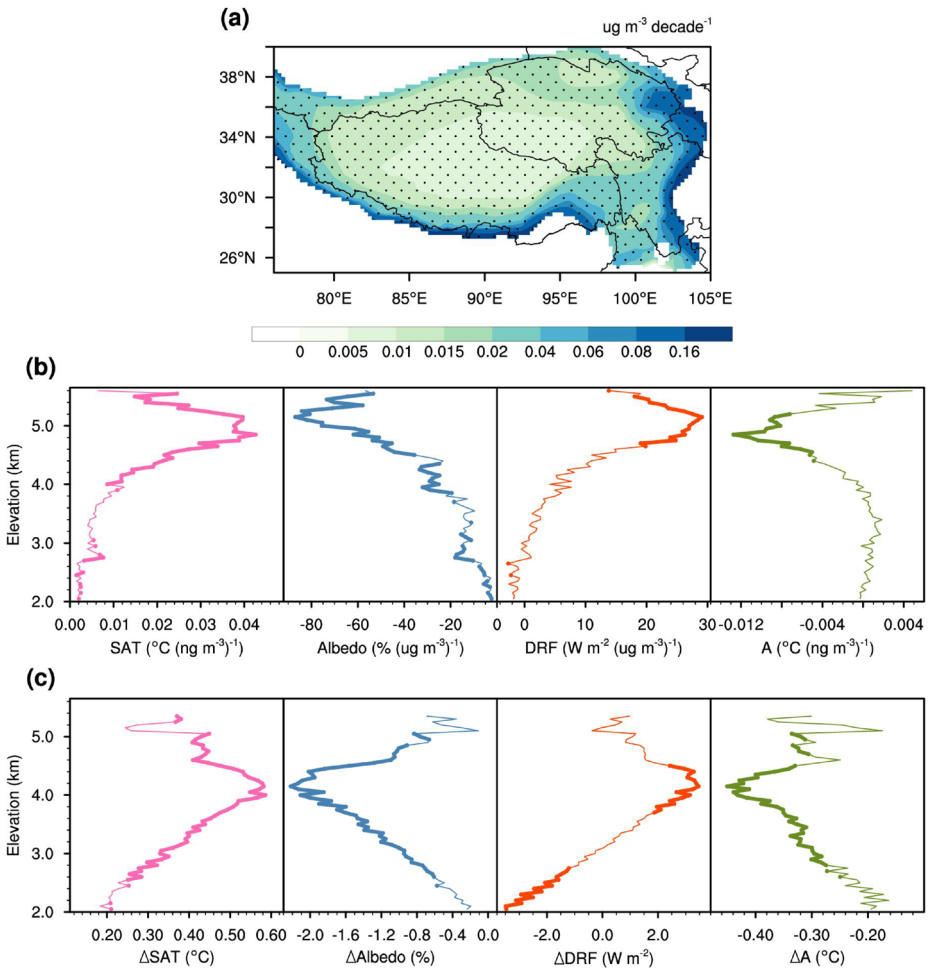 (a)
ug m⁻³ decade⁻¹
38°N
34°N
30°N
26°N
80°E 85°E 90°E 95°E 100°E 105°E
0 0.005 0.01 0.015 0.02 0.04 0.06 0.08 0.16
(b)
Elevation (km)
5.0
4.0
3.0
2.0
0.00 0.01 0.02 0.03 0.04 -80 -60 -40 -20 0 0 10 20 30 -0.012 -0.004 0.004
SAT (°C (ng m⁻³)⁻¹) Albedo (% (ug m⁻³)⁻¹) DRF (W m⁻² (ug m⁻³)⁻¹) A (°C (ng m⁻³)⁻¹)
(c)
Elevation (km)
5.0
4.0
3.0
2.0
0.20 0.30 0.40 0.50 0.60 -2.0 -1.6 -1.2 -0.8 -0.4 0.0 -2.0 0.0 2.0 -0.40 -0.20
ΔSAT (°C) ΔAlbedo (%) ΔDRF (W m⁻²) ΔA (°C)